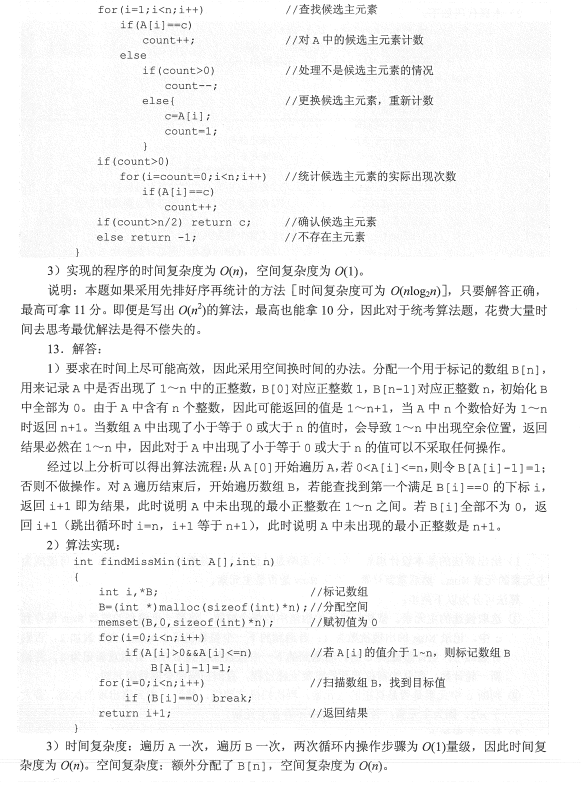 for(i=1;i<n;i++) //查找候选主元素
if(A[i]==c)
count++; //对 A 中的候选主元素计数
else
if(count>0) //处理不是候选主元素的情况
count--;
else{ //更换候选主元素，重新计数
c=A[i];
count=1;
}
if(count>0)
for(i=count=0;i<n;i++) //统计候选主元素的实际出现次数
if(A[i]==c)
count++;
if(count>n/2) return c; //确认候选主元素
else return -1; //不存在主元素
}
3）实现的程序的时间复杂度为 O(n)，空间复杂度为 O(1)。
说明：本题如果采用先排好序再统计的方法［时间复杂度可为 O(nlog₂n)］，只要解答正确，
最高可拿 11 分。即便是写出 O(n²)的算法，最高也能拿 10 分，因此对于统考算法题，花费大量时
间去思考最优解法是得不偿失的。
13．解答：
1）要求在时间上尽可能高效，因此采用空间换时间的办法。分配一个用于标记的数组 B[n]，
用来记录 A 中是否出现了 1～n 中的正整数，B[0]对应正整数 1，B[n-1]对应正整数 n，初始化 B
中全部为 0。由于 A 中含有 n 个整数，因此可能返回的值是 1～n+1，当 A 中 n 个数恰好为 1～n
时返回 n+1。当数组 A 中出现了小于等于 0 或大于 n 的值时，会导致 1～n 中出现空余位置，返回
结果必然在 1～n 中，因此对于 A 中出现了小于等于 0 或大于 n 的值可以不采取任何操作。
经过以上分析可以得出算法流程：从 A[0]开始遍历 A，若 0<A[i]<=n，则令 B[A[i]-1]=1；
否则不做操作。对 A 遍历结束后，开始遍历数组 B，若能查找到第一个满足 B[i]==0 的下标 i，
返回 i+1 即为结果，此时说明 A 中未出现的最小正整数在 1～n 之间。若 B[i]全部不为 0，返
回 i+1（跳出循环时 i=n，i+1 等于 n+1），此时说明 A 中未出现的最小正整数是 n+1。
2）算法实现：
int findMissMin(int A[],int n)
{
int i,*B; //标记数组
B=(int *)malloc(sizeof(int)*n); //分配空间
memset(B,0,sizeof(int)*n); //赋初值为 0
for(i=0;i<n;i++)
if(A[i]>0&&A[i]<=n) //若 A[i]的值介于 1~n，则标记数组 B
B[A[i]-1]=1;
for(i=0;i<n;i++) //扫描数组 B，找到目标值
if (B[i]==0) break;
return i+1; //返回结果
}
3）时间复杂度：遍历 A 一次，遍历 B 一次，两次循环内操作步骤为 O(1)量级，因此时间复
杂度为 O(n)。空间复杂度：额外分配了 B[n]，空间复杂度为 O(n)。